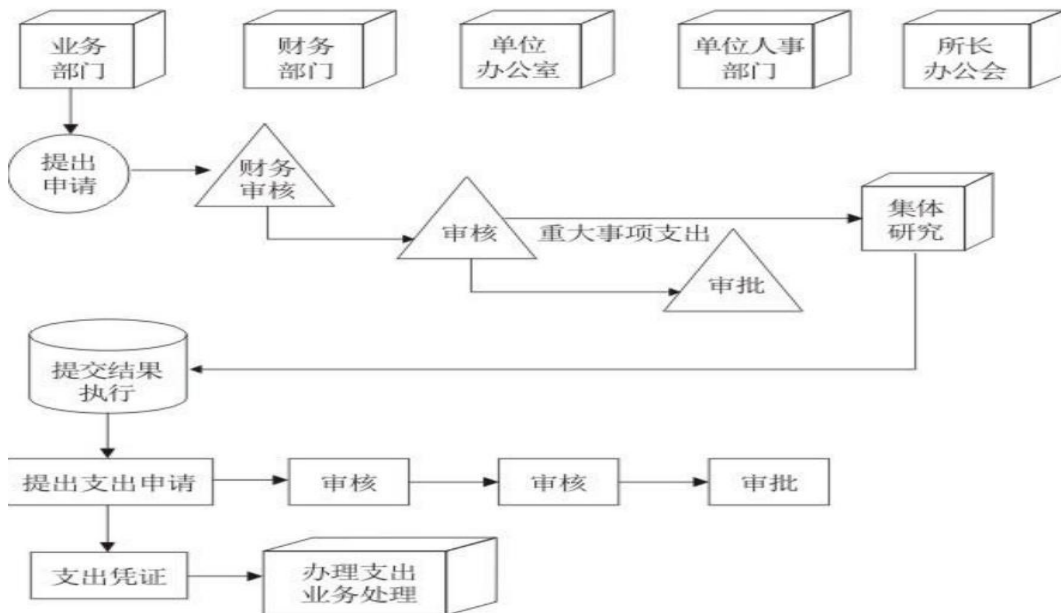 业务
部门
财务
部门
单位
办公室
单位人事
部门
所长
办公会
提出
申请
财务
审核
审核
重大事项支出
集体
研究
审批
提交结果
执行
提出支出申请
审核
审核
审批
支出凭证
办理支出
业务处理